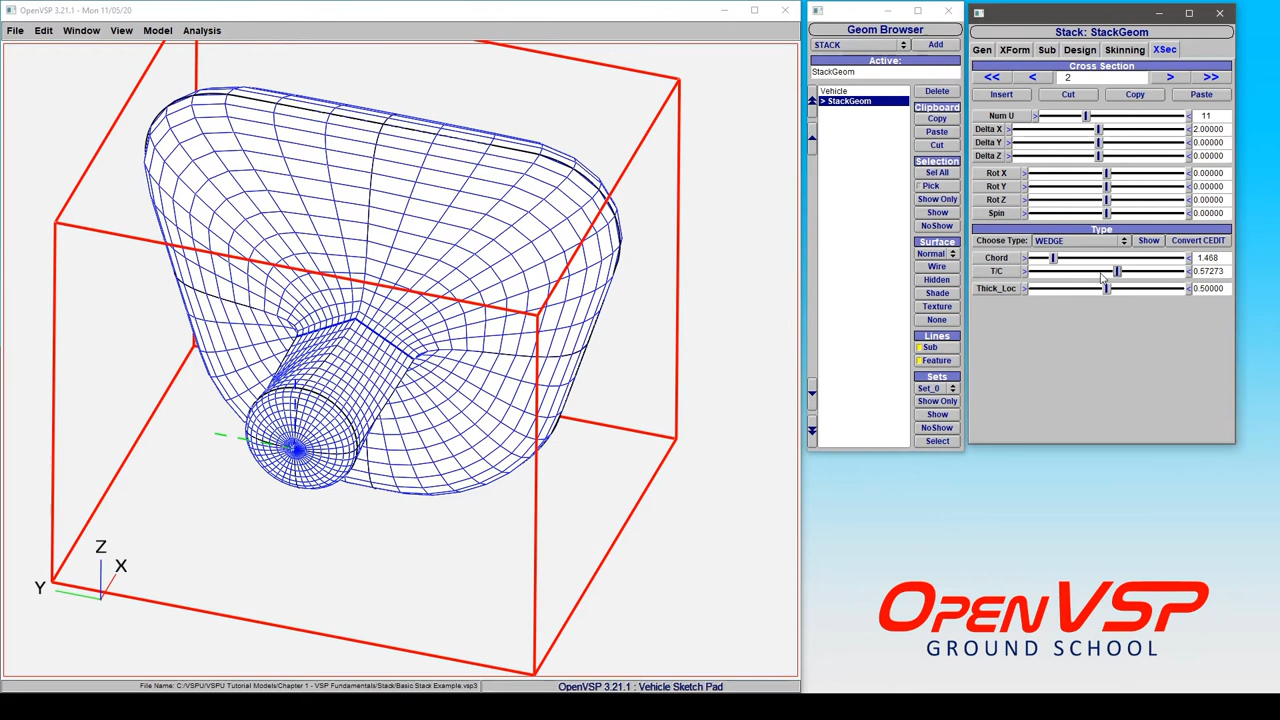 OpenVSP 3.21.1 - Mon 11/05/20
File Edit Window View Model Analysis
Z
X
Y
File Name: C:/VSPU/VSPU Tutorial Models/Chapter 1 - VSP Fundamentals/Stack/Basic Stack Example.vsp3
OpenVSP 3.21.1 : Vehicle Sketch Pad
Geom Browser
STACK Add
Active:
StackGeom
Vehicle
> StackGeom
Delete
Clipboard
Copy
Paste
Cut
Selection
Sel All
Pick
Show Only
Show
NoShow
Surface
Normal
Wire
Hidden
Shade
Texture
None
Lines
Sub
Feature
Sets
Set_0
Show Only
Show
NoShow
Select
Stack: StackGeom
Gen XForm Sub Design Skinning XSec
Cross Section
<< < 2 > >>
Insert Cut Copy Paste
Num U > < 11
Delta X > < 2.00000
Delta Y > < 0.00000
Delta Z > < 0.00000
Rot X > < 0.00000
Rot Y > < 0.00000
Rot Z > < 0.00000
Spin > < 0.00000
Type
Choose Type: WEDGE Show Convert CEDIT
Chord > < 1.468
T/C > < 0.57273
Thick_Loc > < 0.50000
OPENVSP
GROUND SCHOOL